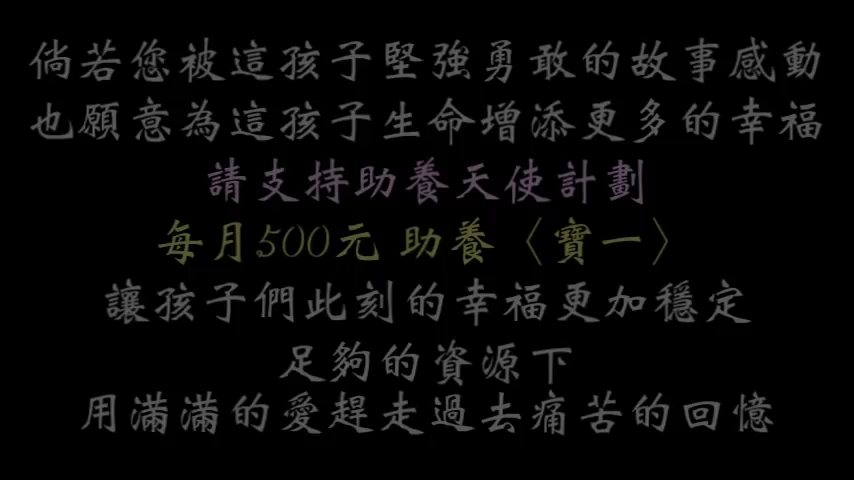 倘若您被這孩子堅強勇敢的故事感動
也願意為這孩子生命增添更多的幸福
請支持助養天使計劃
每月500元 助養〈寶一〉
讓孩子們此刻的幸福更加穩定
足夠的資源下
用滿滿的愛趕走過去痛苦的回憶